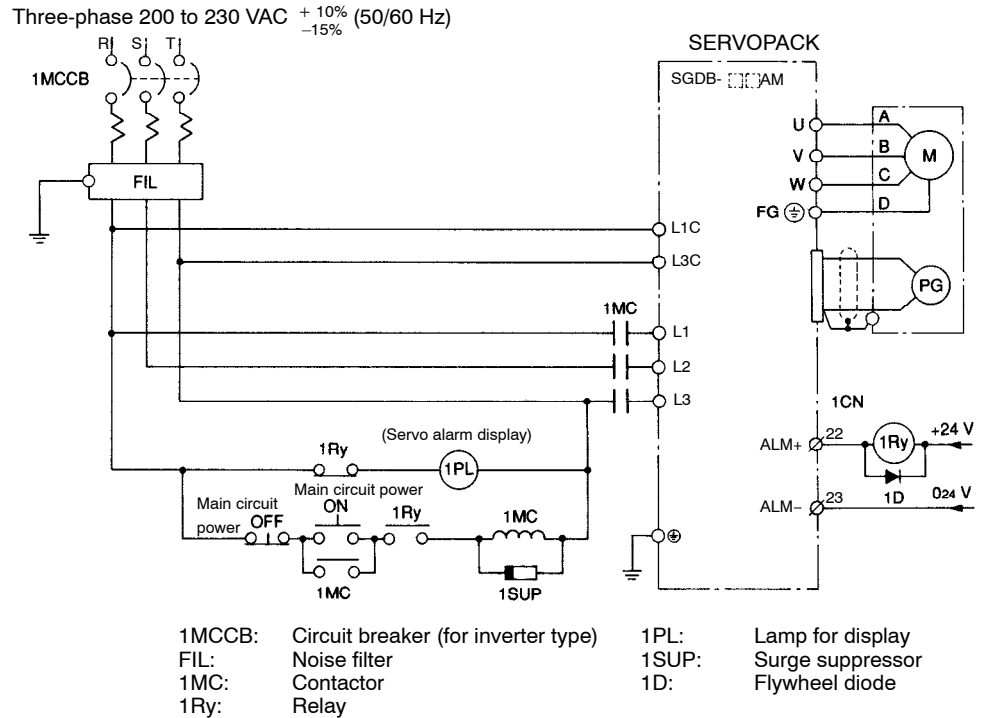 Three-phase 200 to 230 VAC +10% −15% (50/60 Hz)
R S T
1MCCB
FIL
SERVOPACK
SGDB- AM
U
V
W
FG
A
B
C
D
M
PG
L1C
L3C
1MC
L1
L2
L3
1CN
ALM+ 22
1Ry
+24 V
1D
ALM− 23
024 V
(Servo alarm display)
1Ry
1PL
Main circuit power
OFF
Main circuit power
ON
1Ry
1MC
1MC
1SUP
1MCCB: Circuit breaker (for inverter type)
FIL: Noise filter
1MC: Contactor
1Ry: Relay
1PL: Lamp for display
1SUP: Surge suppressor
1D: Flywheel diode